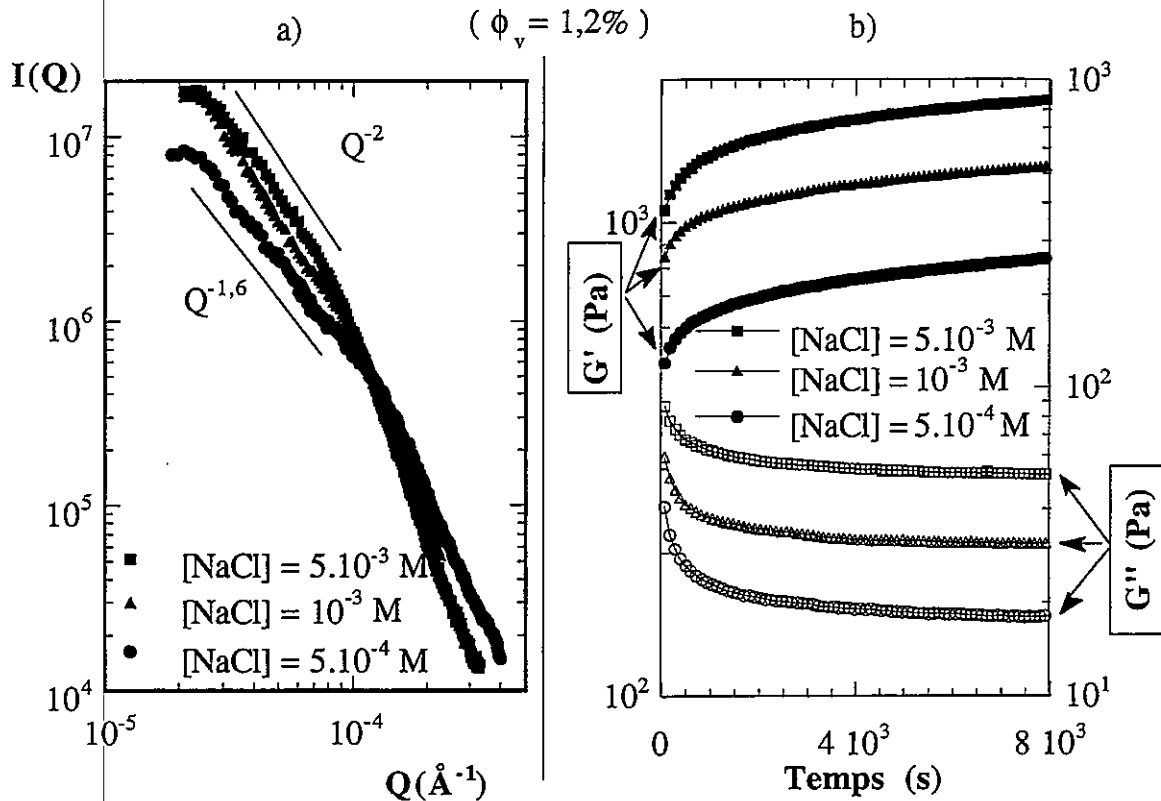 a)
( ϕv = 1,2% )
b)
I(Q)
10^7
10^6
10^5
10^4
Q^-2
Q^-1,6
[NaCl] = 5.10^-3 M
[NaCl] = 10^-3 M
[NaCl] = 5.10^-4 M
10^-5
10^-4
Q(Å^-1)
10^3
10^2
G' (Pa)
[NaCl] = 5.10^-3 M
[NaCl] = 10^-3 M
[NaCl] = 5.10^-4 M
10^3
10^2
10^1
G'' (Pa)
0
4 10^3
8 10^3
Temps (s)